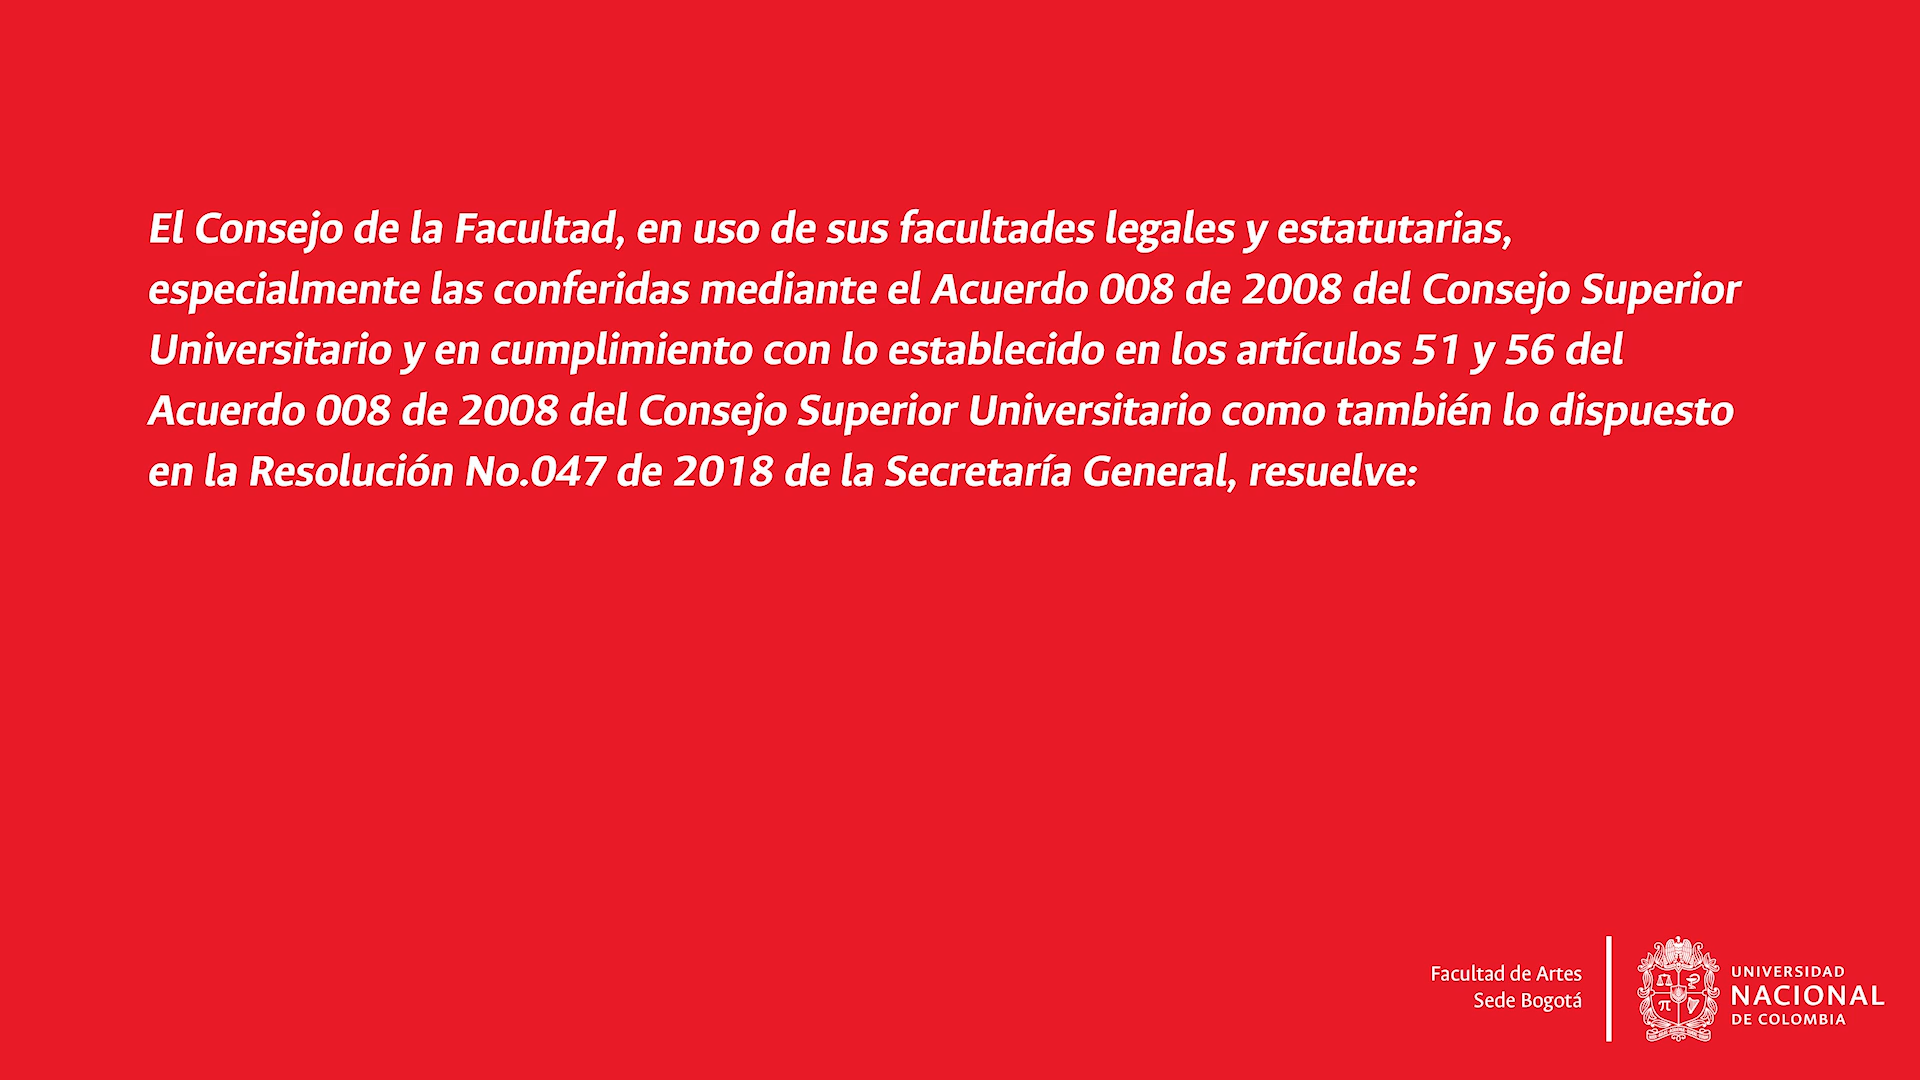 El Consejo de la Facultad, en uso de sus facultades legales y estatutarias,
especialmente las conferidas mediante el Acuerdo 008 de 2008 del Consejo Superior
Universitario y en cumplimiento con lo establecido en los artículos 51 y 56 del
Acuerdo 008 de 2008 del Consejo Superior Universitario como también lo dispuesto
en la Resolución No.047 de 2018 de la Secretaría General, resuelve:
Facultad de Artes
Sede Bogotá
UNIVERSIDAD
NACIONAL
DE COLOMBIA